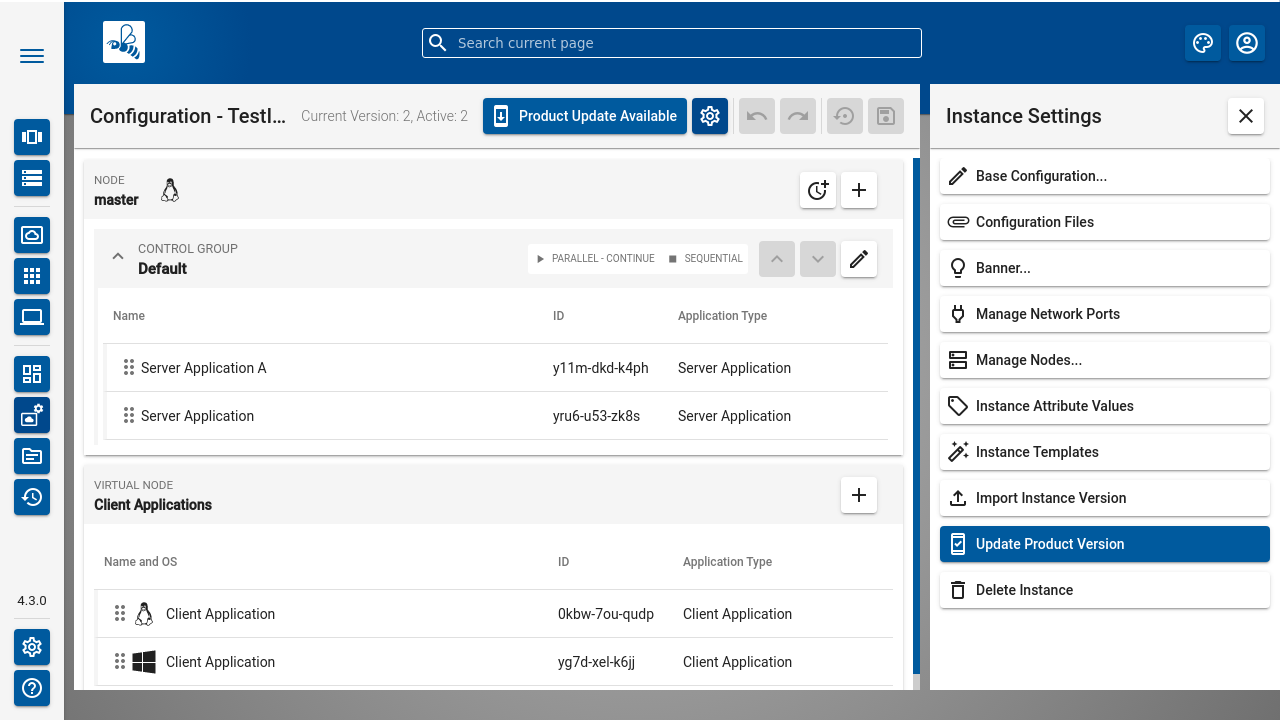 Search current page
Configuration - TestI...
Current Version: 2, Active: 2
Product Update Available
Instance Settings
NODE
master
CONTROL GROUP
Default
PARALLEL - CONTINUE
SEQUENTIAL
Name
ID
Application Type
Server Application A
y11m-dkd-k4ph
Server Application
Server Application
yru6-u53-zk8s
Server Application
VIRTUAL NODE
Client Applications
Name and OS
ID
Application Type
Client Application
0kbw-7ou-qudp
Client Application
Client Application
yg7d-xel-k6jj
Client Application
Base Configuration...
Configuration Files
Banner...
Manage Network Ports
Manage Nodes...
Instance Attribute Values
Instance Templates
Import Instance Version
Update Product Version
Delete Instance
4.3.0